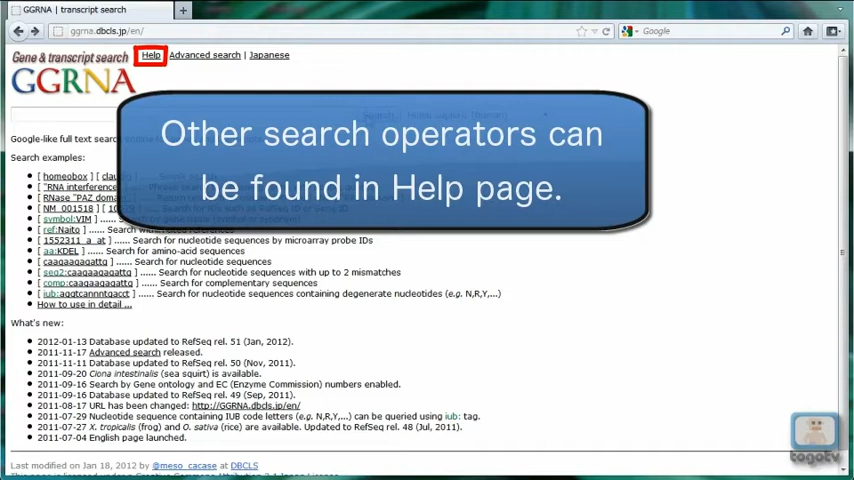 GGRNA | transcript search
ggrna.dbcls.jp/en/
Google
Gene & transcript search
Help | Advanced search | Japanese
GGRNA
Other search operators can
be found in Help page.
Google-like full text search
Search examples:
[ homeobox ] [
[ "RNA interference
[ RNase "PAZ domain
[ NM_001518 ] [
[ symbol:VIM ] ......
[ ref:Naito ] ......
[ 1552311_a_at ] ...... Search for nucleotide sequences by microarray probe IDs
[ aa:KDEL ] ...... Search for amino-acid sequences
[ caagaagagattg ] ...... Search for nucleotide sequences
[ seq2:caagaagagattg ] ...... Search for nucleotide sequences with up to 2 mismatches
[ comp:caagaagagattg ] ...... Search for complementary sequences
[ iub:aggtcannntgacct ] ...... Search for nucleotide sequences containing degenerate nucleotides (e.g. N,R,Y,...)
How to use in detail ...
What's new:
2012-01-13 Database updated to RefSeq rel. 51 (Jan, 2012).
2011-11-17 Advanced search released.
2011-11-11 Database updated to RefSeq rel. 50 (Nov, 2011).
2011-09-20 Ciona intestinalis (sea squirt) is available.
2011-09-16 Search by Gene ontology and EC (Enzyme Commission) numbers enabled.
2011-09-16 Database updated to RefSeq rel. 49 (Sep, 2011).
2011-08-17 URL has been changed: http://GGRNA.dbcls.jp/en/
2011-07-29 Nucleotide sequence containing IUB code letters (e.g. N,R,Y,...) can be queried using iub: tag.
2011-07-27 X. tropicalis (frog) and O. sativa (rice) are available. Updated to RefSeq rel. 48 (Jul, 2011).
2011-07-04 English page launched.
Last modified on Jan 18, 2012 by @meso_cacase at DBCLS
togotv